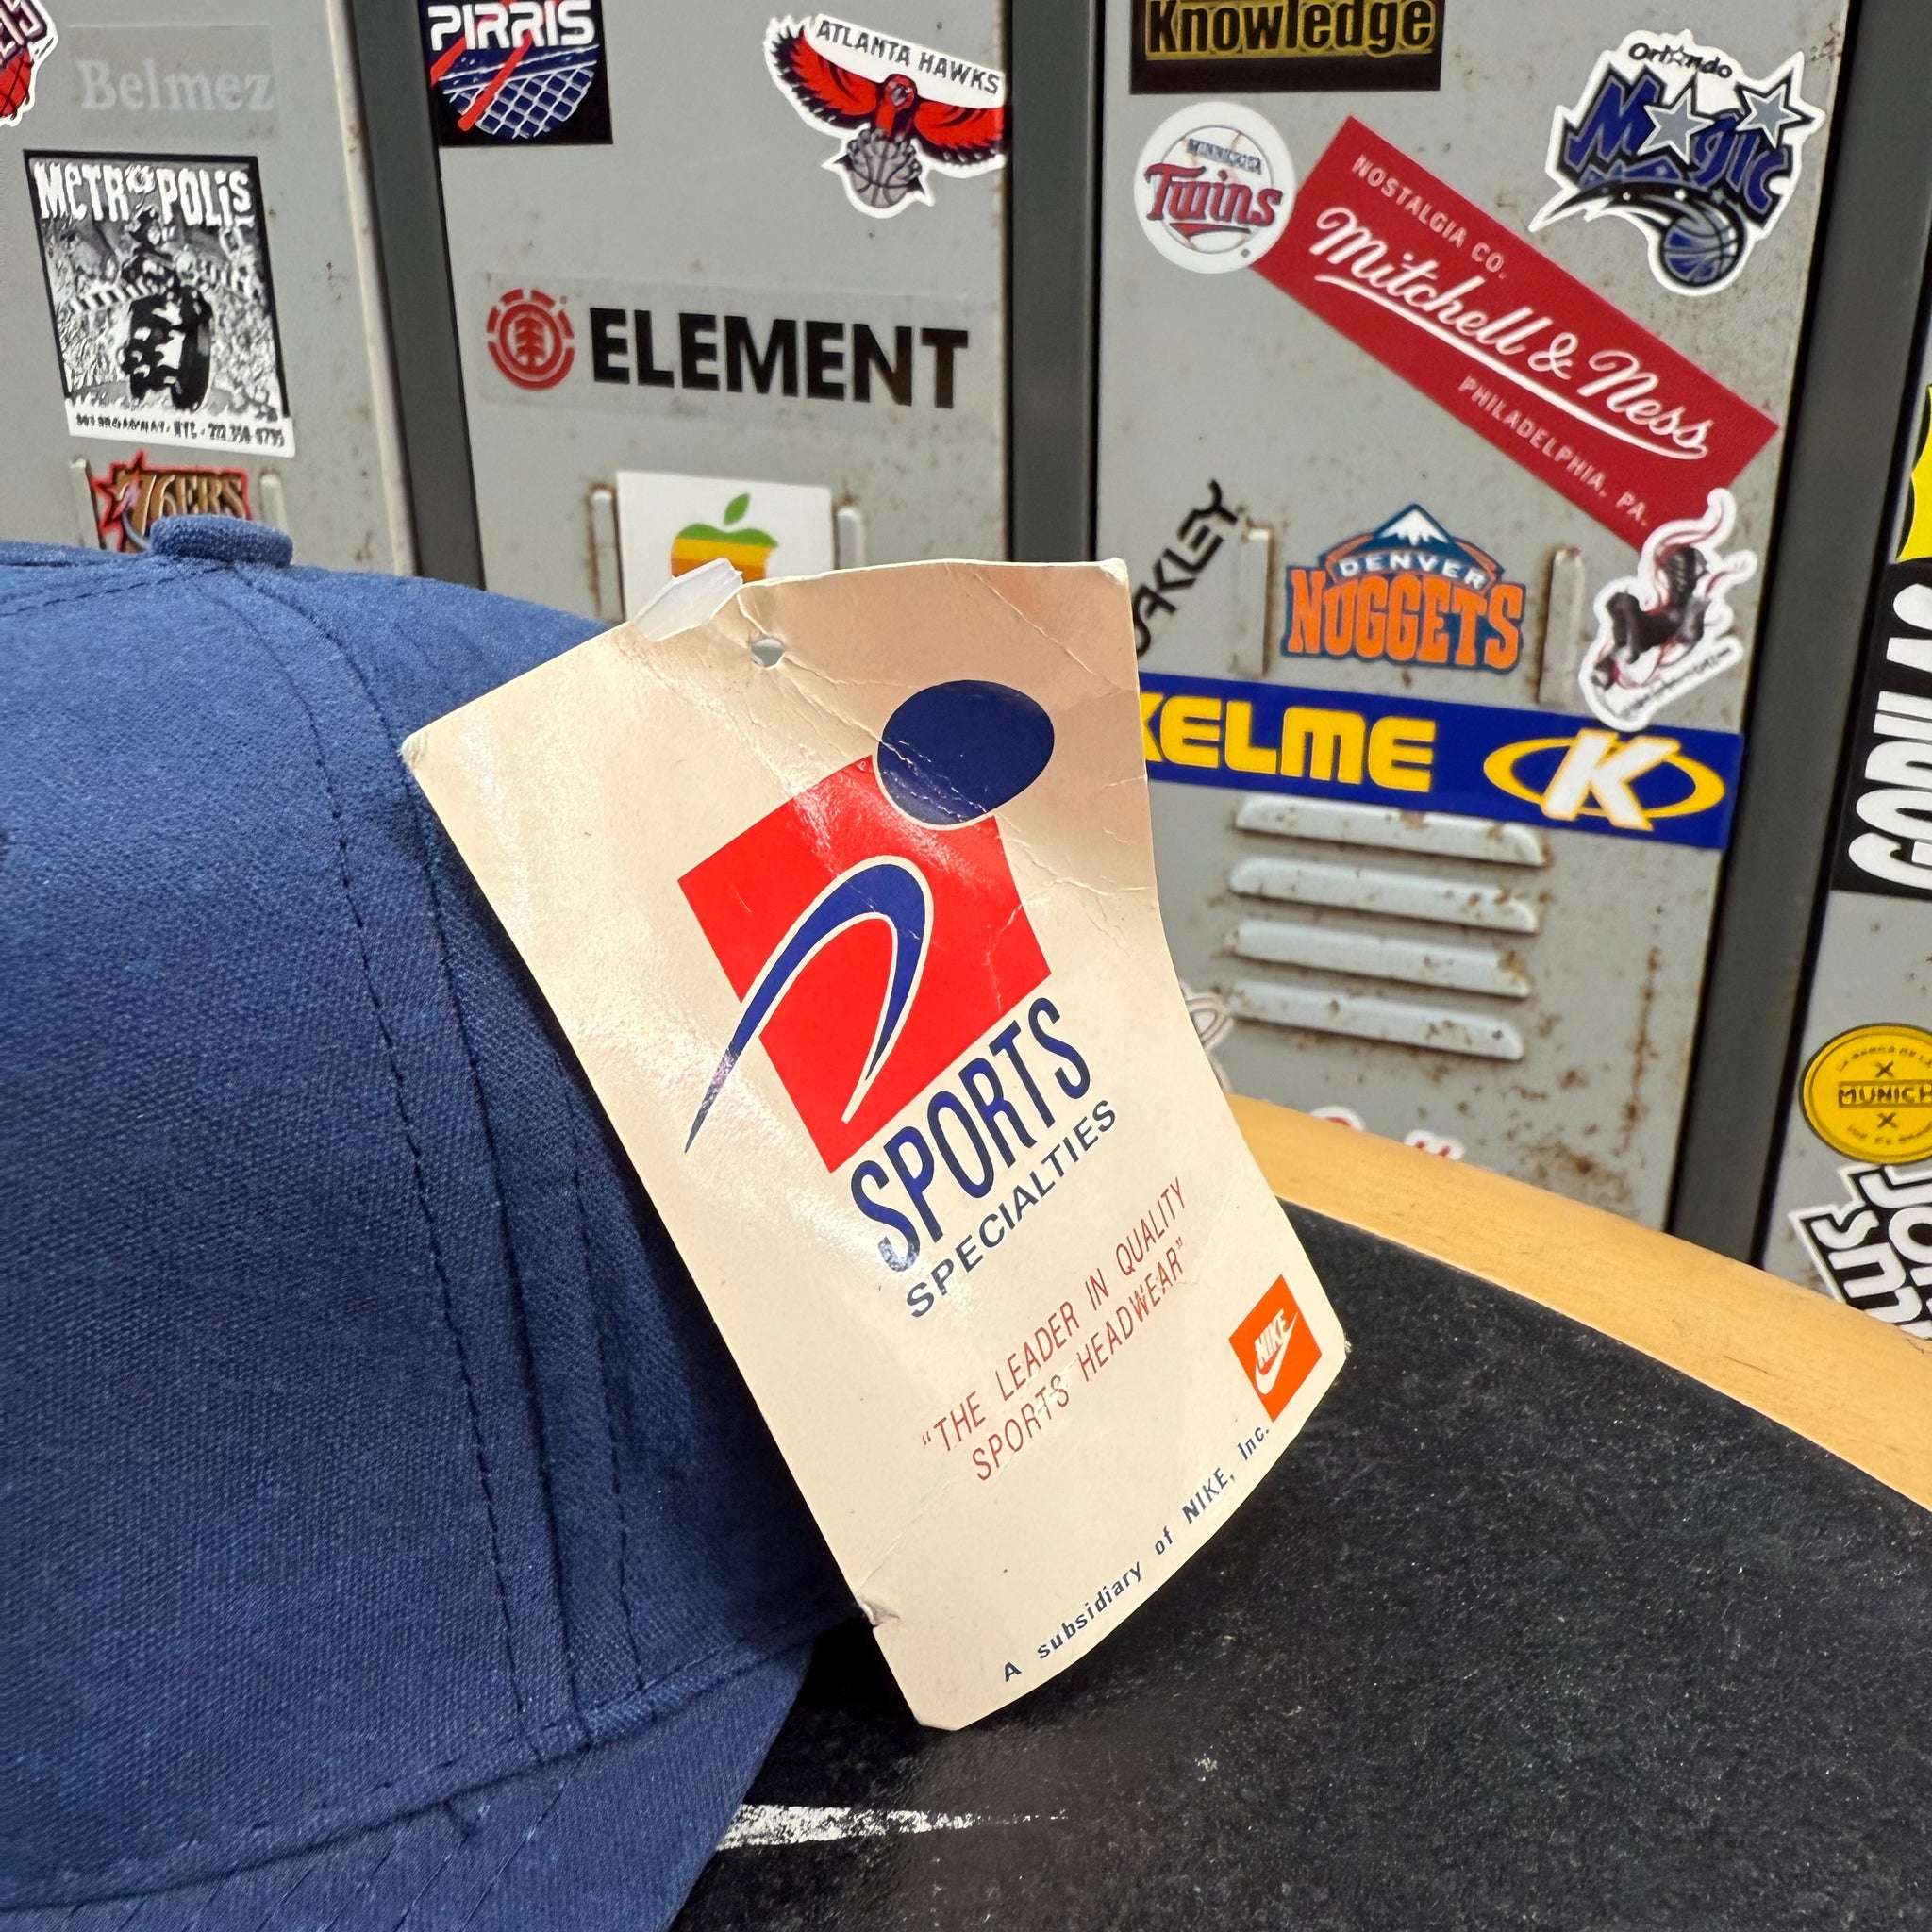 Belmez
METROPOLIS
76ERS
PIRRIS
ATLANTA HAWKS
ELEMENT
Knowledge
Orlando
Magic
MINNESOTA
Twins
NOSTALGIA CO.
Mitchell & Ness
PHILADELPHIA, PA.
OAKLEY
DENVER
NUGGETS
KELME
K
MUNICH
SPORTS
SPECIALTIES
"THE LEADER IN QUALITY
SPORTS HEADWEAR"
NIKE
A subsidiary of NIKE, Inc.